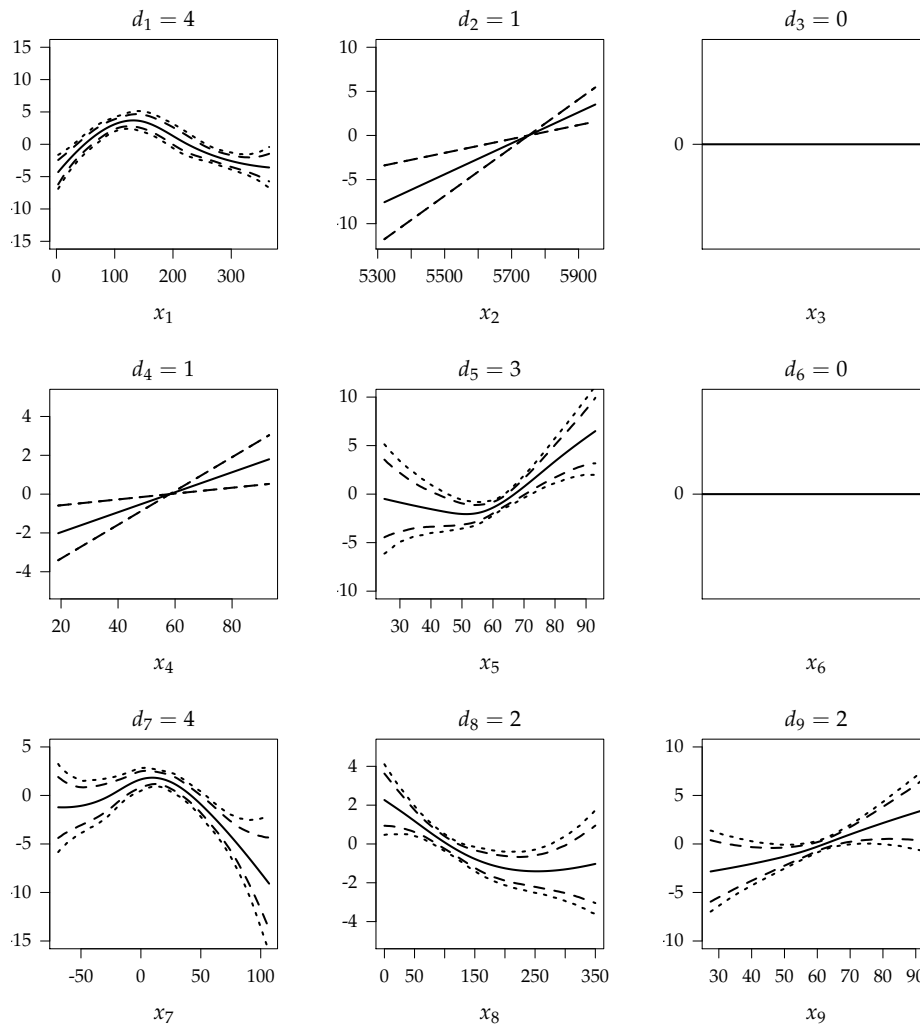 d₁ = 4
15
10
5
0
-5
-10
-15
0 100 200 300
x₁
d₂ = 1
10
5
0
-5
-10
5300 5500 5700 5900
x₂
d₃ = 0
0
x₃
d₄ = 1
4
2
0
-2
-4
20 40 60 80
x₄
d₅ = 3
10
5
0
-5
-10
30 40 50 60 70 80 90
x₅
d₆ = 0
0
x₆
d₇ = 4
5
0
-5
-10
-15
-50 0 50 100
x₇
d₈ = 2
4
2
0
-2
-4
0 50 150 250 350
x₈
d₉ = 2
10
5
0
-5
-10
30 40 50 60 70 80 90
x₉